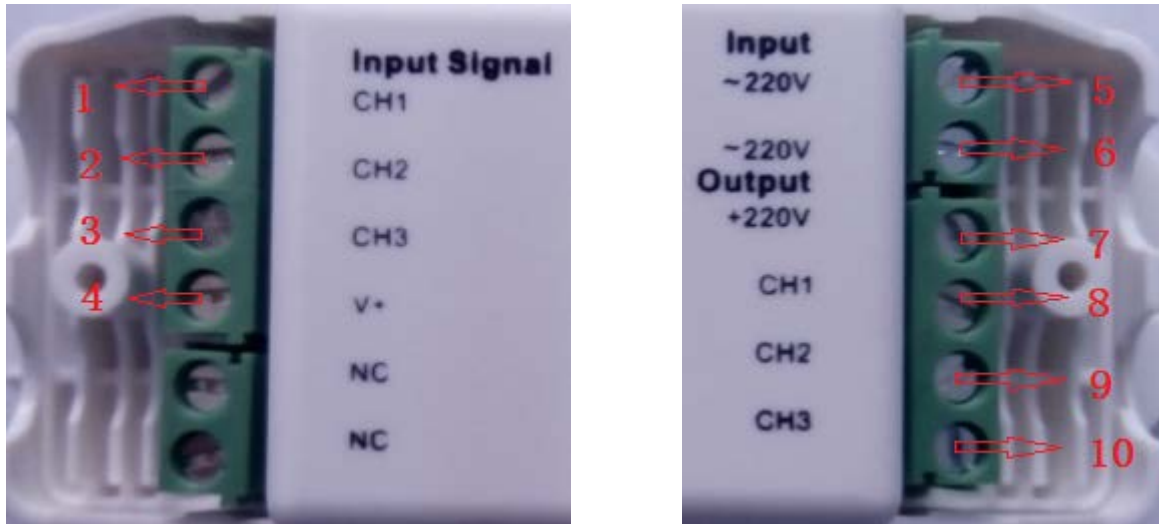 Input Signal
1
CH1
2
CH2
3
CH3
4
V+
NC
NC
Input
~220V
5
~220V
6
Output
+220V
7
CH1
8
CH2
9
CH3
10